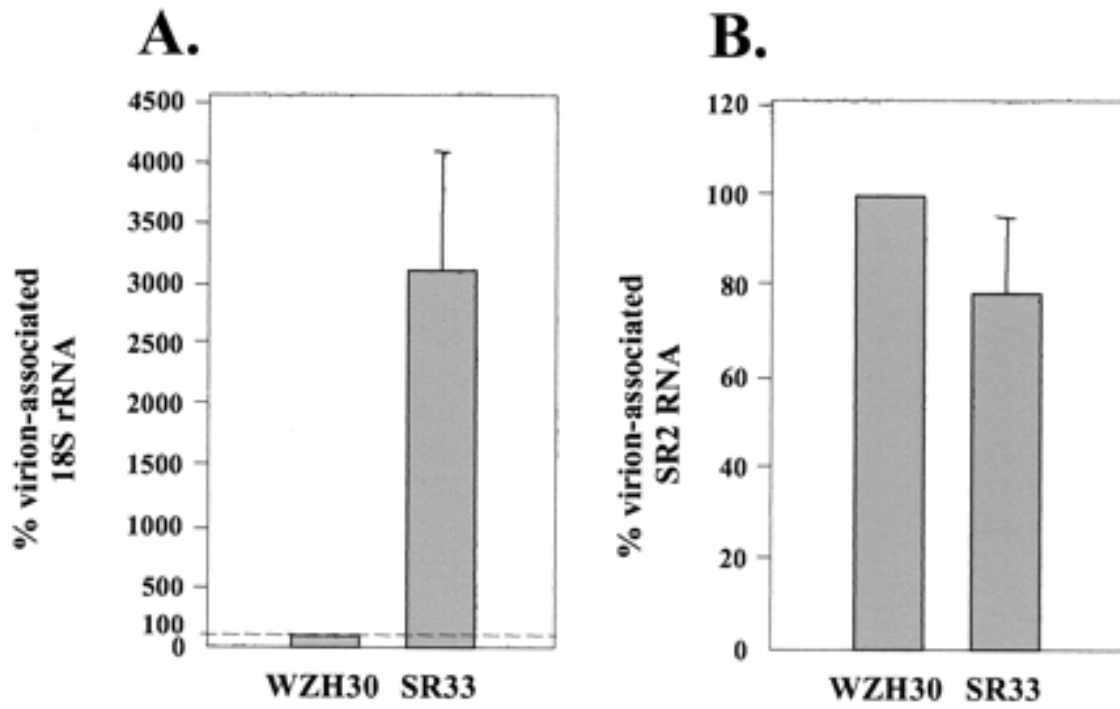 A.
% virion-associated
18S rRNA
4500
4000
3500
3000
2500
2000
1500
1000
500
100
0
WZH30 SR33
B.
% virion-associated
SR2 RNA
120
100
80
60
40
20
0
WZH30 SR33